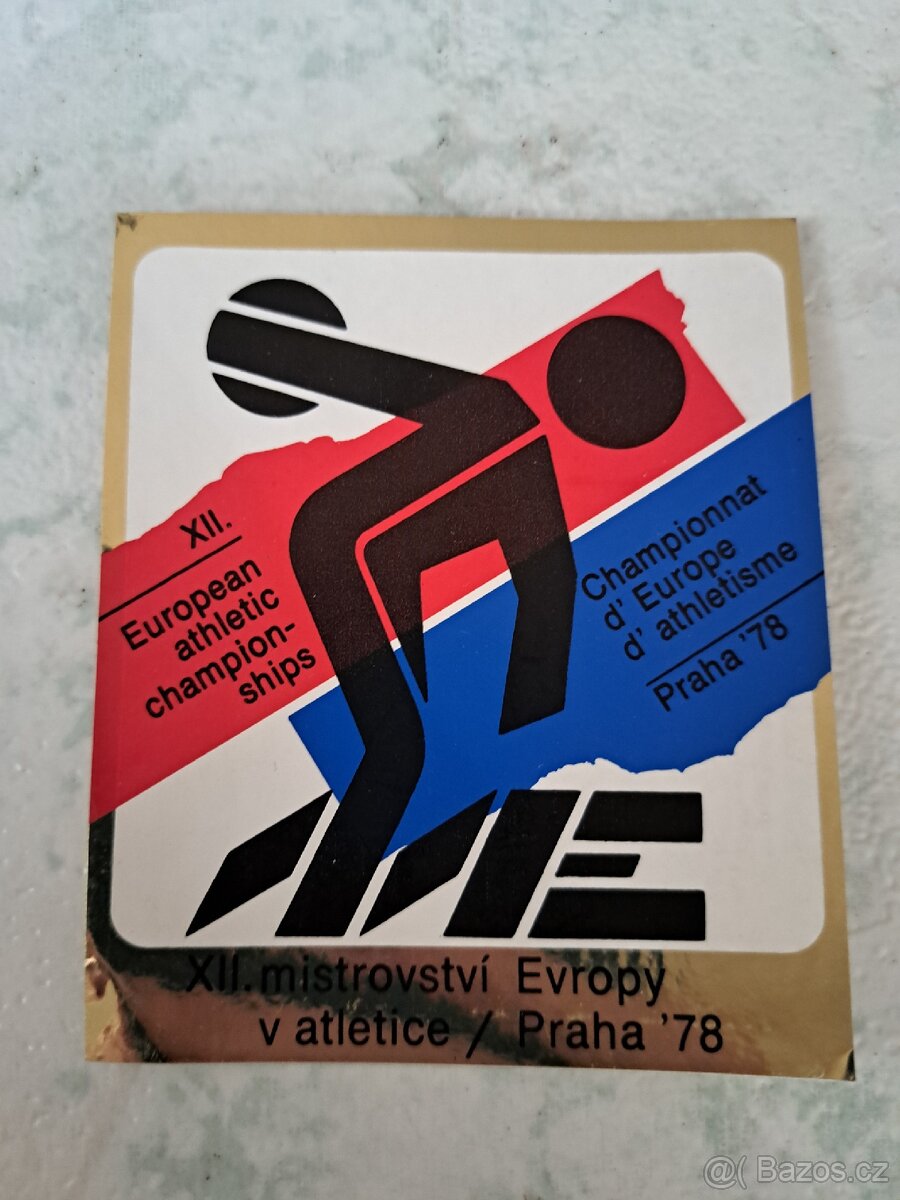 XII.
European
athletic
champion-
ships
Championnat
d' Europe
d' athletisme
Praha '78
ME
XII. mistrovství Evropy
v atletice / Praha '78
@( Bazos.cz